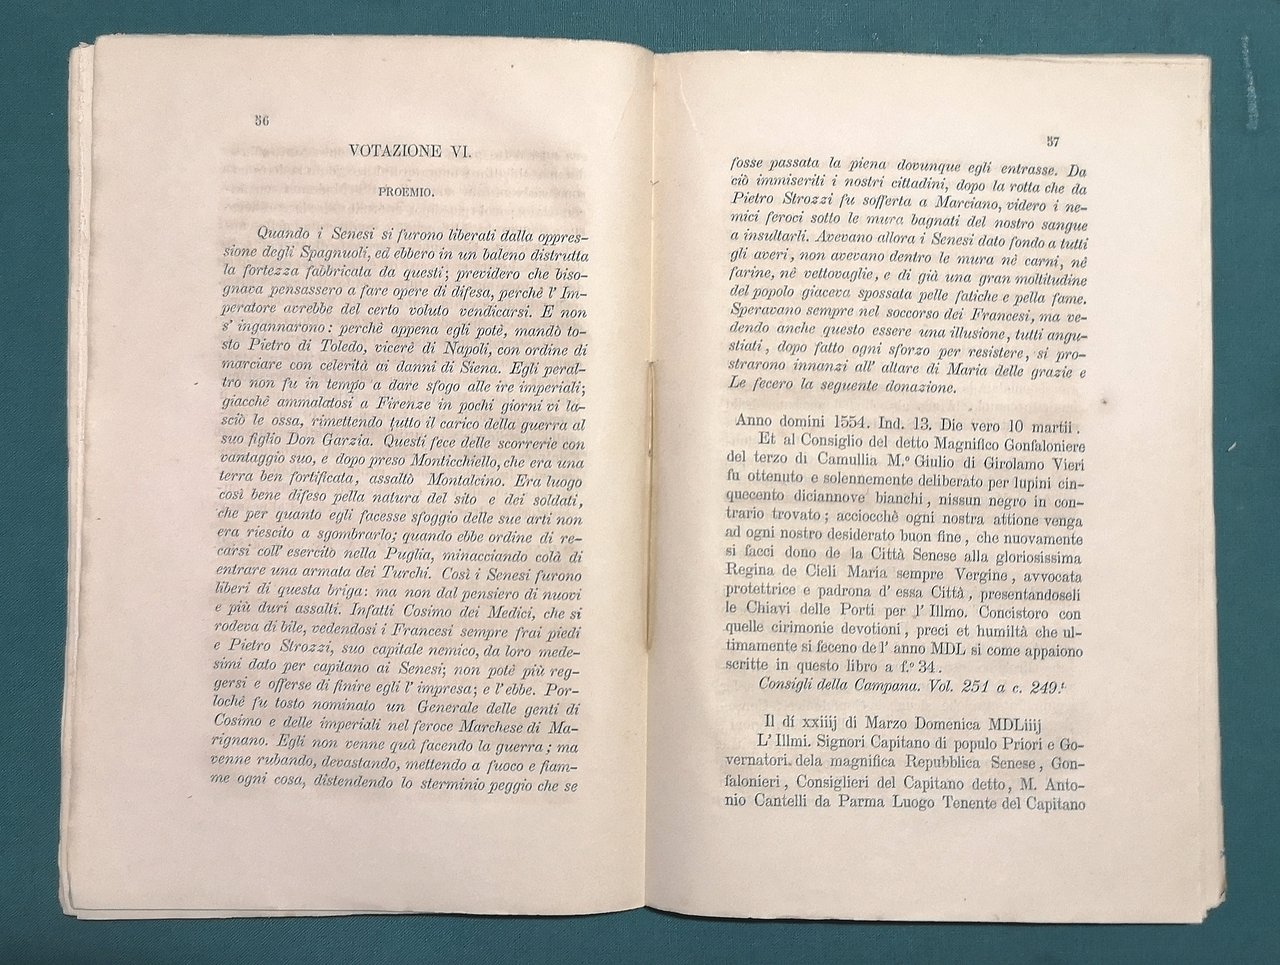 56
VOTAZIONE VI.
PROEMIO.
Quando i Senesi si furono liberati dalla oppres-
sione degli Spagnuoli, ed ebbero in un baleno distrutta
la fortezza fabbricata da questi; previdero che biso-
gnava pensassero a fare opere di difesa, perchè l' Im-
peratore avrebbe del certo voluto vendicarsi. E non
s' ingannarono: perchè appena egli potè, mandò to-
sto Pietro di Toledo, vicerè di Napoli, con ordine di
marciare con celerità ai danni di Siena. Egli peral-
tro non fu in tempo a dare sfogo alle ire imperiali;
giacchè ammalatosi a Firenze in pochi giorni vi la-
sciò le ossa, rimettendo tutto il carico della guerra al
suo figlio Don Garzia. Questi fece delle scorrerie con
vantaggio suo, e dopo preso Monticchiello, che era una
terra ben fortificata, assaltò Montalcino. Era luogo
così bene difeso pella natura del sito e dei soldati,
che per quanto egli facesse sfoggio delle sue arti non
era riescito a sgombrarlo; quando ebbe ordine di re-
carsi coll' esercito nella Puglia, minacciando colà di
entrare una armata dei Turchi. Così i Senesi furono
liberi di questa briga: ma non dal pensiero di nuovi
e più duri assalti. Infatti Cosimo dei Medici, che si
rodeva di bile, vedendosi i Francesi sempre frai piedi
e Pietro Strozzi, suo capitale nemico, da loro mede-
simi dato per capitano ai Senesi; non potè più reg-
gersi e offerse di finire egli l' impresa; e l' ebbe. Por-
lochè fu tosto nominato un Generale delle genti di
Cosimo e delle imperiali nel feroce Marchese di Ma-
rignano. Egli non venne quà facendo la guerra; ma
venne rubando, devastando, mettendo a fuoco e fiam-
me ogni cosa, distendendo lo sterminio peggio che se
57
fosse passata la piena dovunque egli entrasse. Da
ciò immiseriti i nostri cittadini, dopo la rotta che da
Pietro Strozzi fu sofferta a Marciano, videro i ne-
mici feroci sotto le mura bagnati del nostro sangue
a insultarli. Avevano allora i Senesi dato fondo a tutti
gli averi, non avevano dentro le mura nè carni, nè
farine, nè vettovaglie, e di già una gran moltitudine
del popolo giaceva spossata pelle fatiche e pella fame.
Speravano sempre nel soccorso dei Francesi, ma ve-
dendo anche questo essere una illusione, tutti angu-
stiati, dopo fatto ogni sforzo per resistere, si pro-
strarono innanzi all' altare di Maria delle grazie e
Le fecero la seguente donazione.
Anno domini 1554. Ind. 13. Die vero 10 martii.
Et al Consiglio del detto Magnifico Gonfaloniere
del terzo di Camullia M.º Giulio di Girolamo Vieri
fu ottenuto e solennemente deliberato per lupini cin-
quecento diciannove bianchi, nissun negro in con-
trario trovato; acciocchè ogni nostra attione venga
ad ogni nostro desiderato buon fine, che nuovamente
si facci dono de la Città Senese alla gloriosissima
Regina de Cieli Maria sempre Vergine, avvocata
protettrice e padrona d' essa Città, presentandoseli
le Chiavi delle Porti per l' Illmo. Concistoro con
quelle cirimonie devotioni, preci et humiltà che ul-
timamente si feceno de l' anno MDL si come appaiono
scritte in questo libro a f.º 34.
Consigli della Campana. Vol. 251 a c. 249.t
Il dí xxiiij di Marzo Domenica MDLiiij
L' Illmi. Signori Capitano di populo Priori e Go-
vernatori dela magnifica Repubblica Senese, Gon-
falonieri, Consiglieri del Capitano detto, M. Anto-
nio Cantelli da Parma Luogo Tenente del Capitano